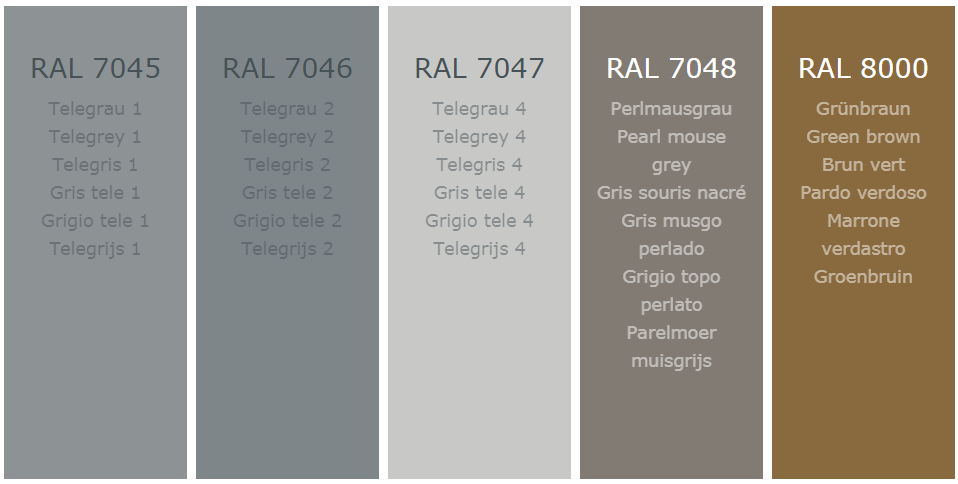 RAL 7045
Telegrau 1
Telegrey 1
Telegris 1
Gris tele 1
Grigio tele 1
Telegrijs 1
RAL 7046
Telegrau 2
Telegrey 2
Telegris 2
Gris tele 2
Grigio tele 2
Telegrijs 2
RAL 7047
Telegrau 4
Telegrey 4
Telegris 4
Gris tele 4
Grigio tele 4
Telegrijs 4
RAL 7048
Perlmausgrau
Pearl mouse
grey
Gris souris nacré
Gris musgo
perlado
Grigio topo
perlato
Parelmoer
muisgrijs
RAL 8000
Grünbraun
Green brown
Brun vert
Pardo verdoso
Marrone
verdastro
Groenbruin